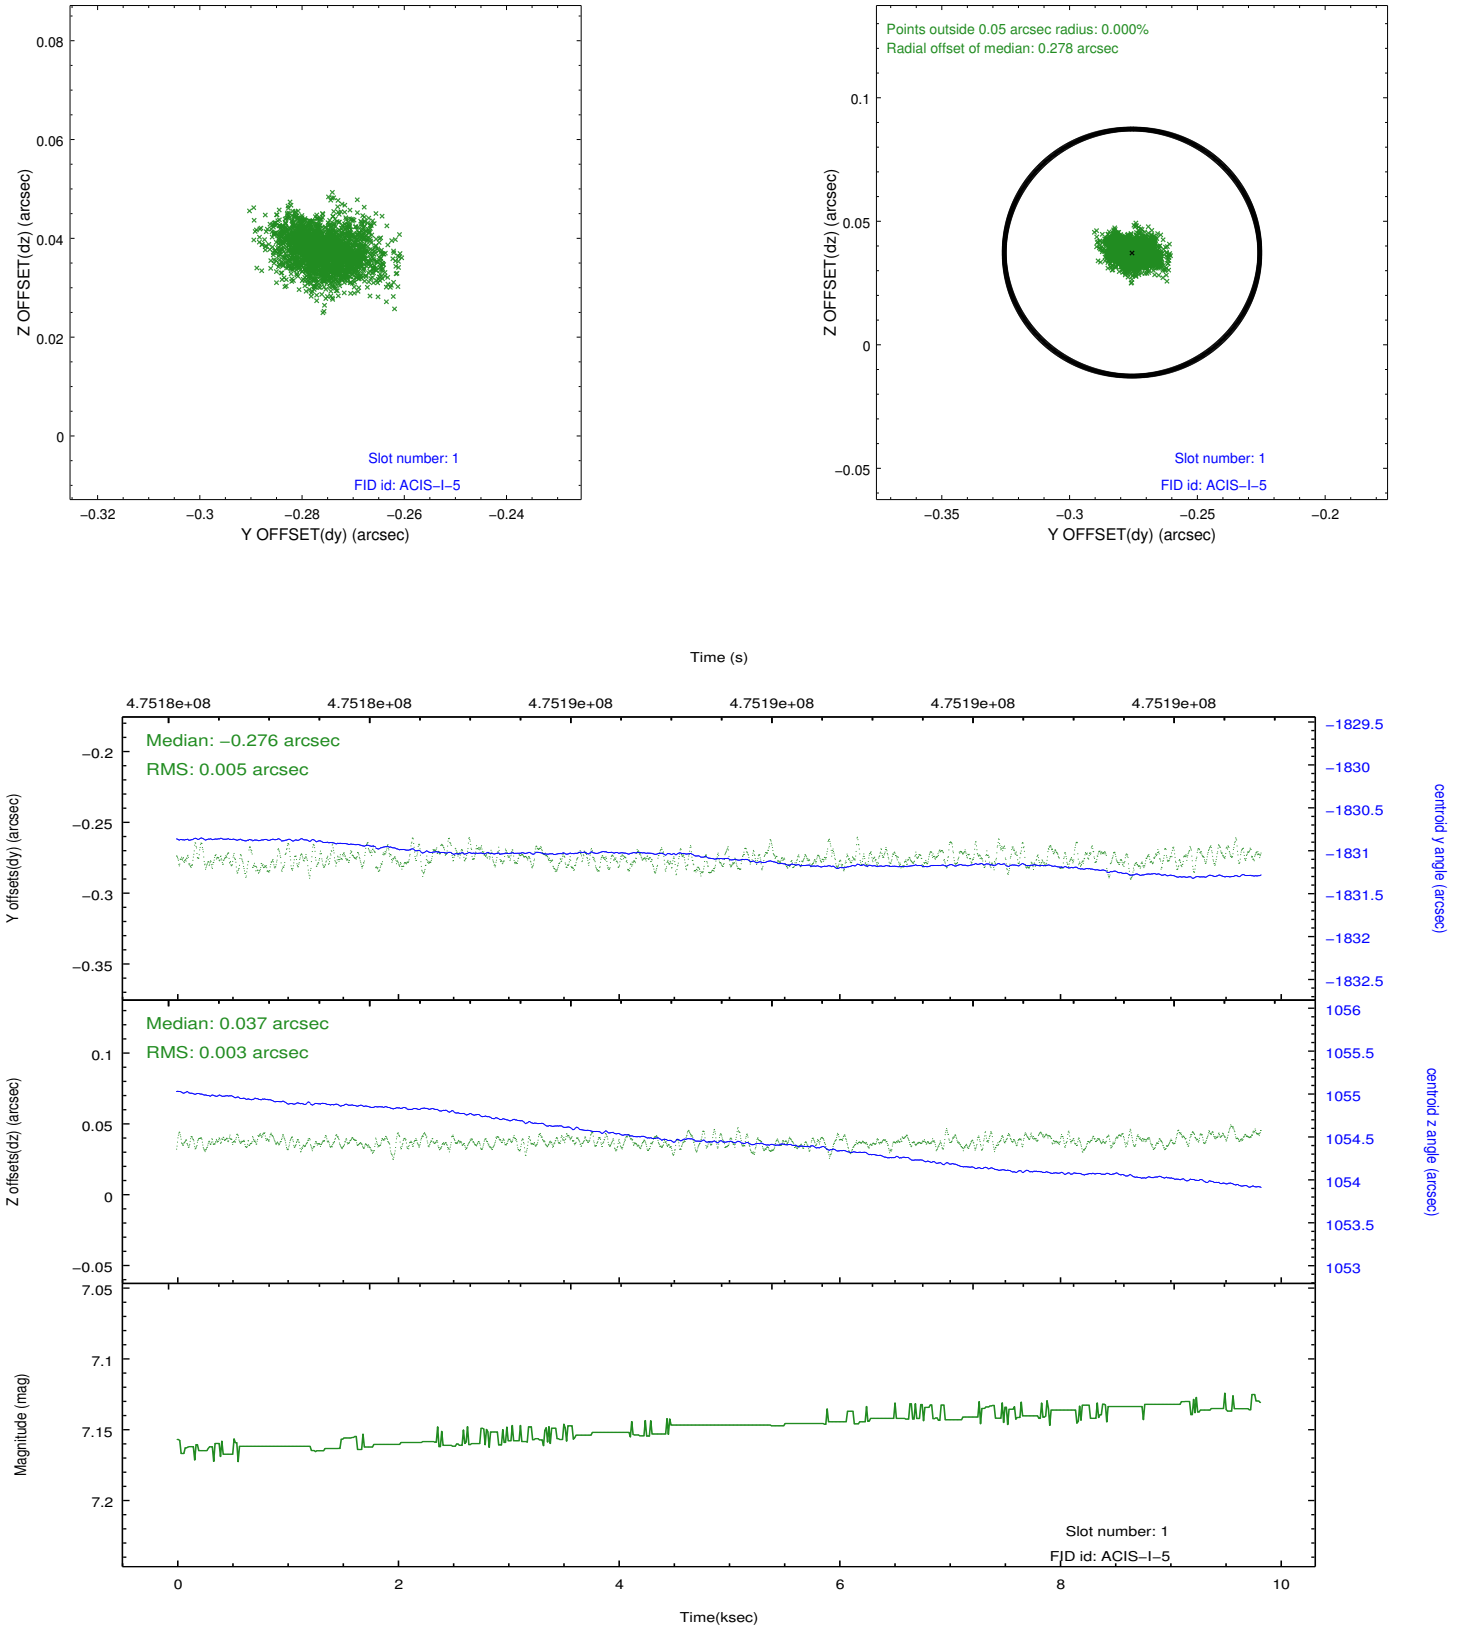 0.08
0.06
0.04
0.02
0
−0.32
−0.3
−0.28
−0.26
−0.24
Z OFFSET(dz) (arcsec)
Y OFFSET(dy) (arcsec)
Slot number: 1
FID id: ACIS−I−5
Points outside 0.05 arcsec radius: 0.000%
Radial offset of median: 0.278 arcsec
0.1
0.05
0
−0.05
−0.35
−0.3
−0.25
−0.2
Z OFFSET(dz) (arcsec)
Y OFFSET(dy) (arcsec)
Slot number: 1
FID id: ACIS−I−5
Time (s)
4.7518e+08
4.7518e+08
4.7519e+08
4.7519e+08
4.7519e+08
4.7519e+08
Median: −0.276 arcsec
RMS: 0.005 arcsec
−0.2
−0.25
−0.3
−0.35
Y offsets(dy) (arcsec)
−1829.5
−1830
−1830.5
−1831
−1831.5
−1832
−1832.5
centroid y angle (arcsec)
Median: 0.037 arcsec
RMS: 0.003 arcsec
0.1
0.05
0
−0.05
Z offsets(dz) (arcsec)
1056
1055.5
1055
1054.5
1054
1053.5
1053
centroid z angle (arcsec)
7.05
7.1
7.15
7.2
Magnitude (mag)
Slot number: 1
FID id: ACIS−I−5
0
2
4
6
8
10
Time(ksec)